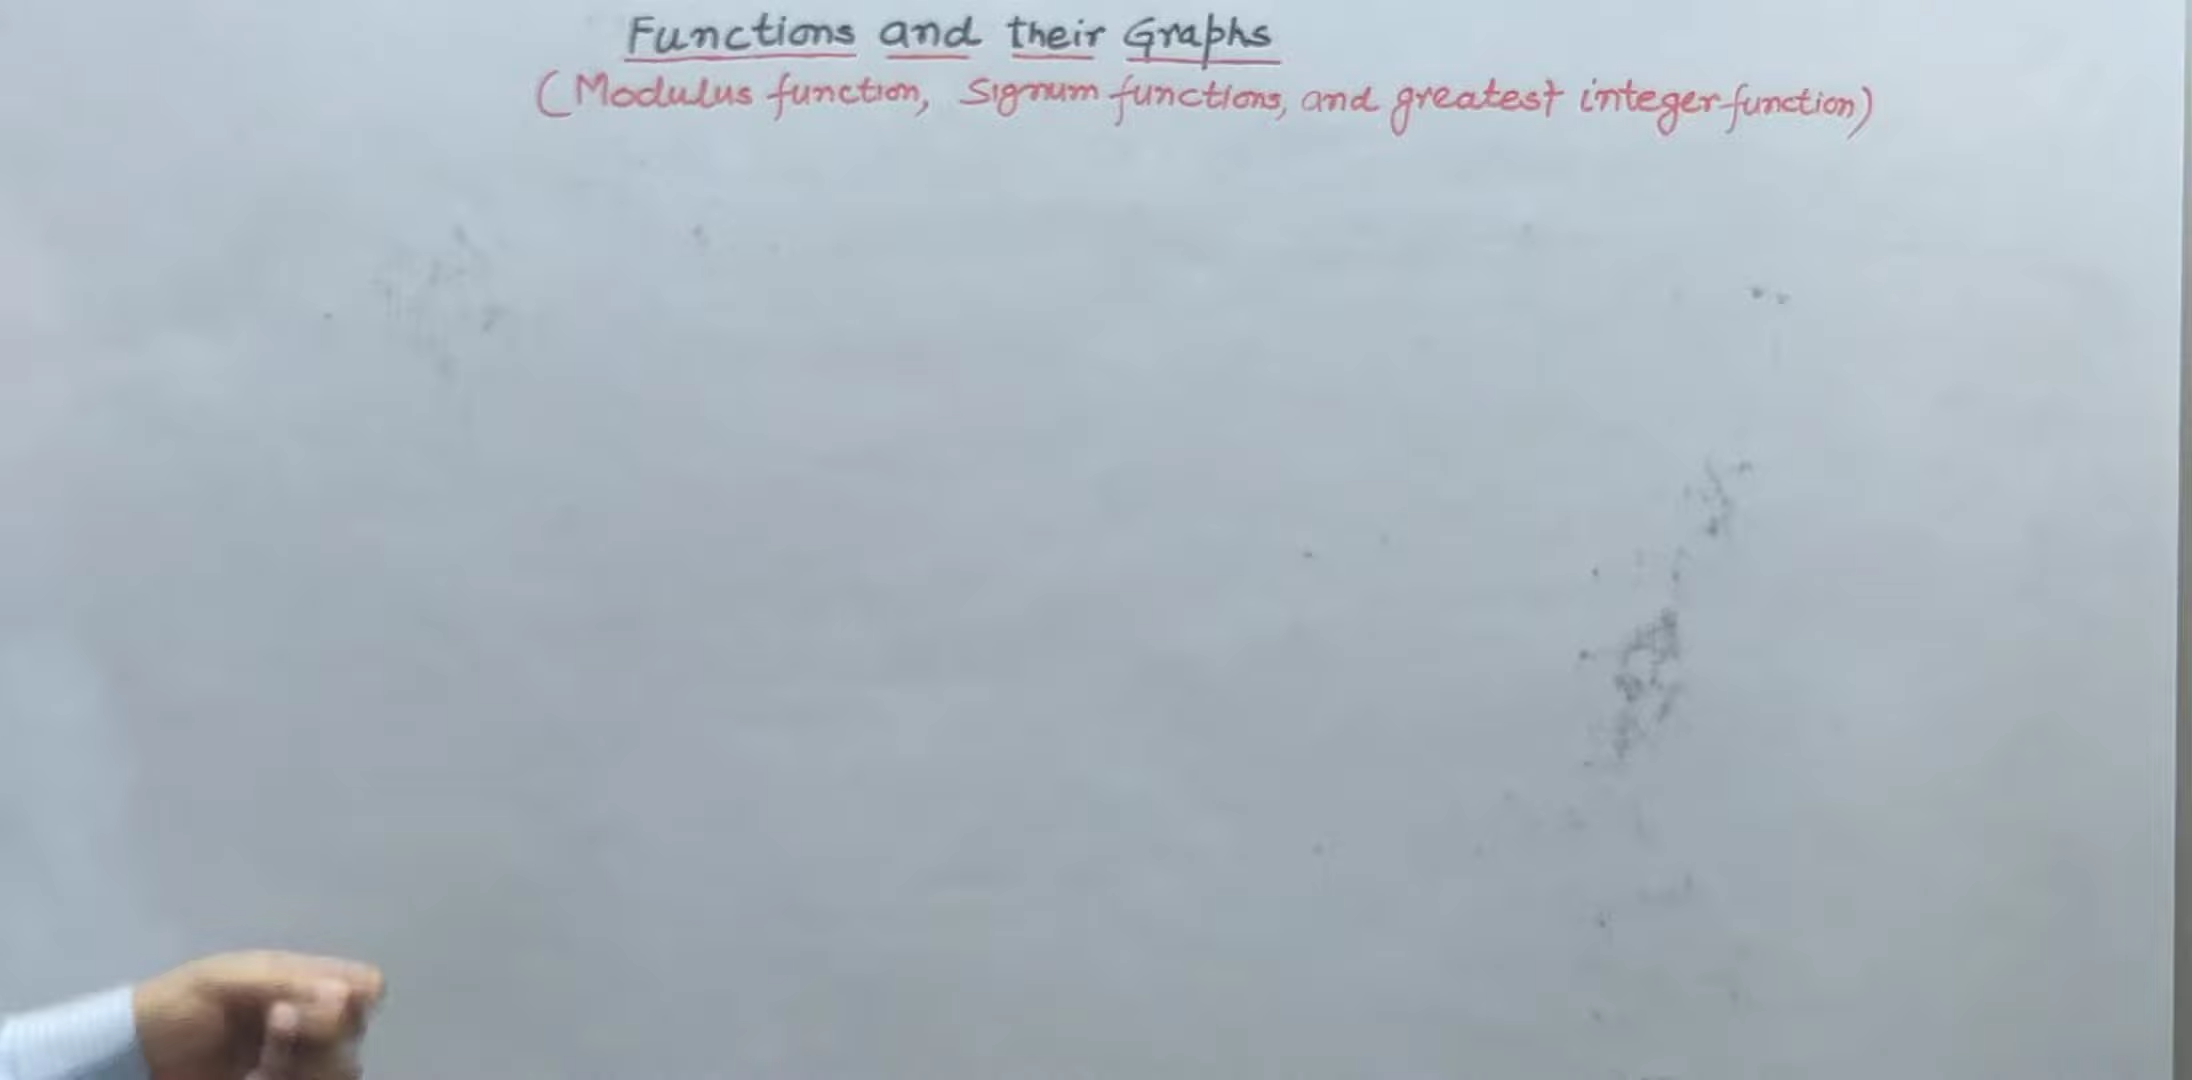 Functions and their Graphs
(Modulus function, Signum functions, and greatest integer function)